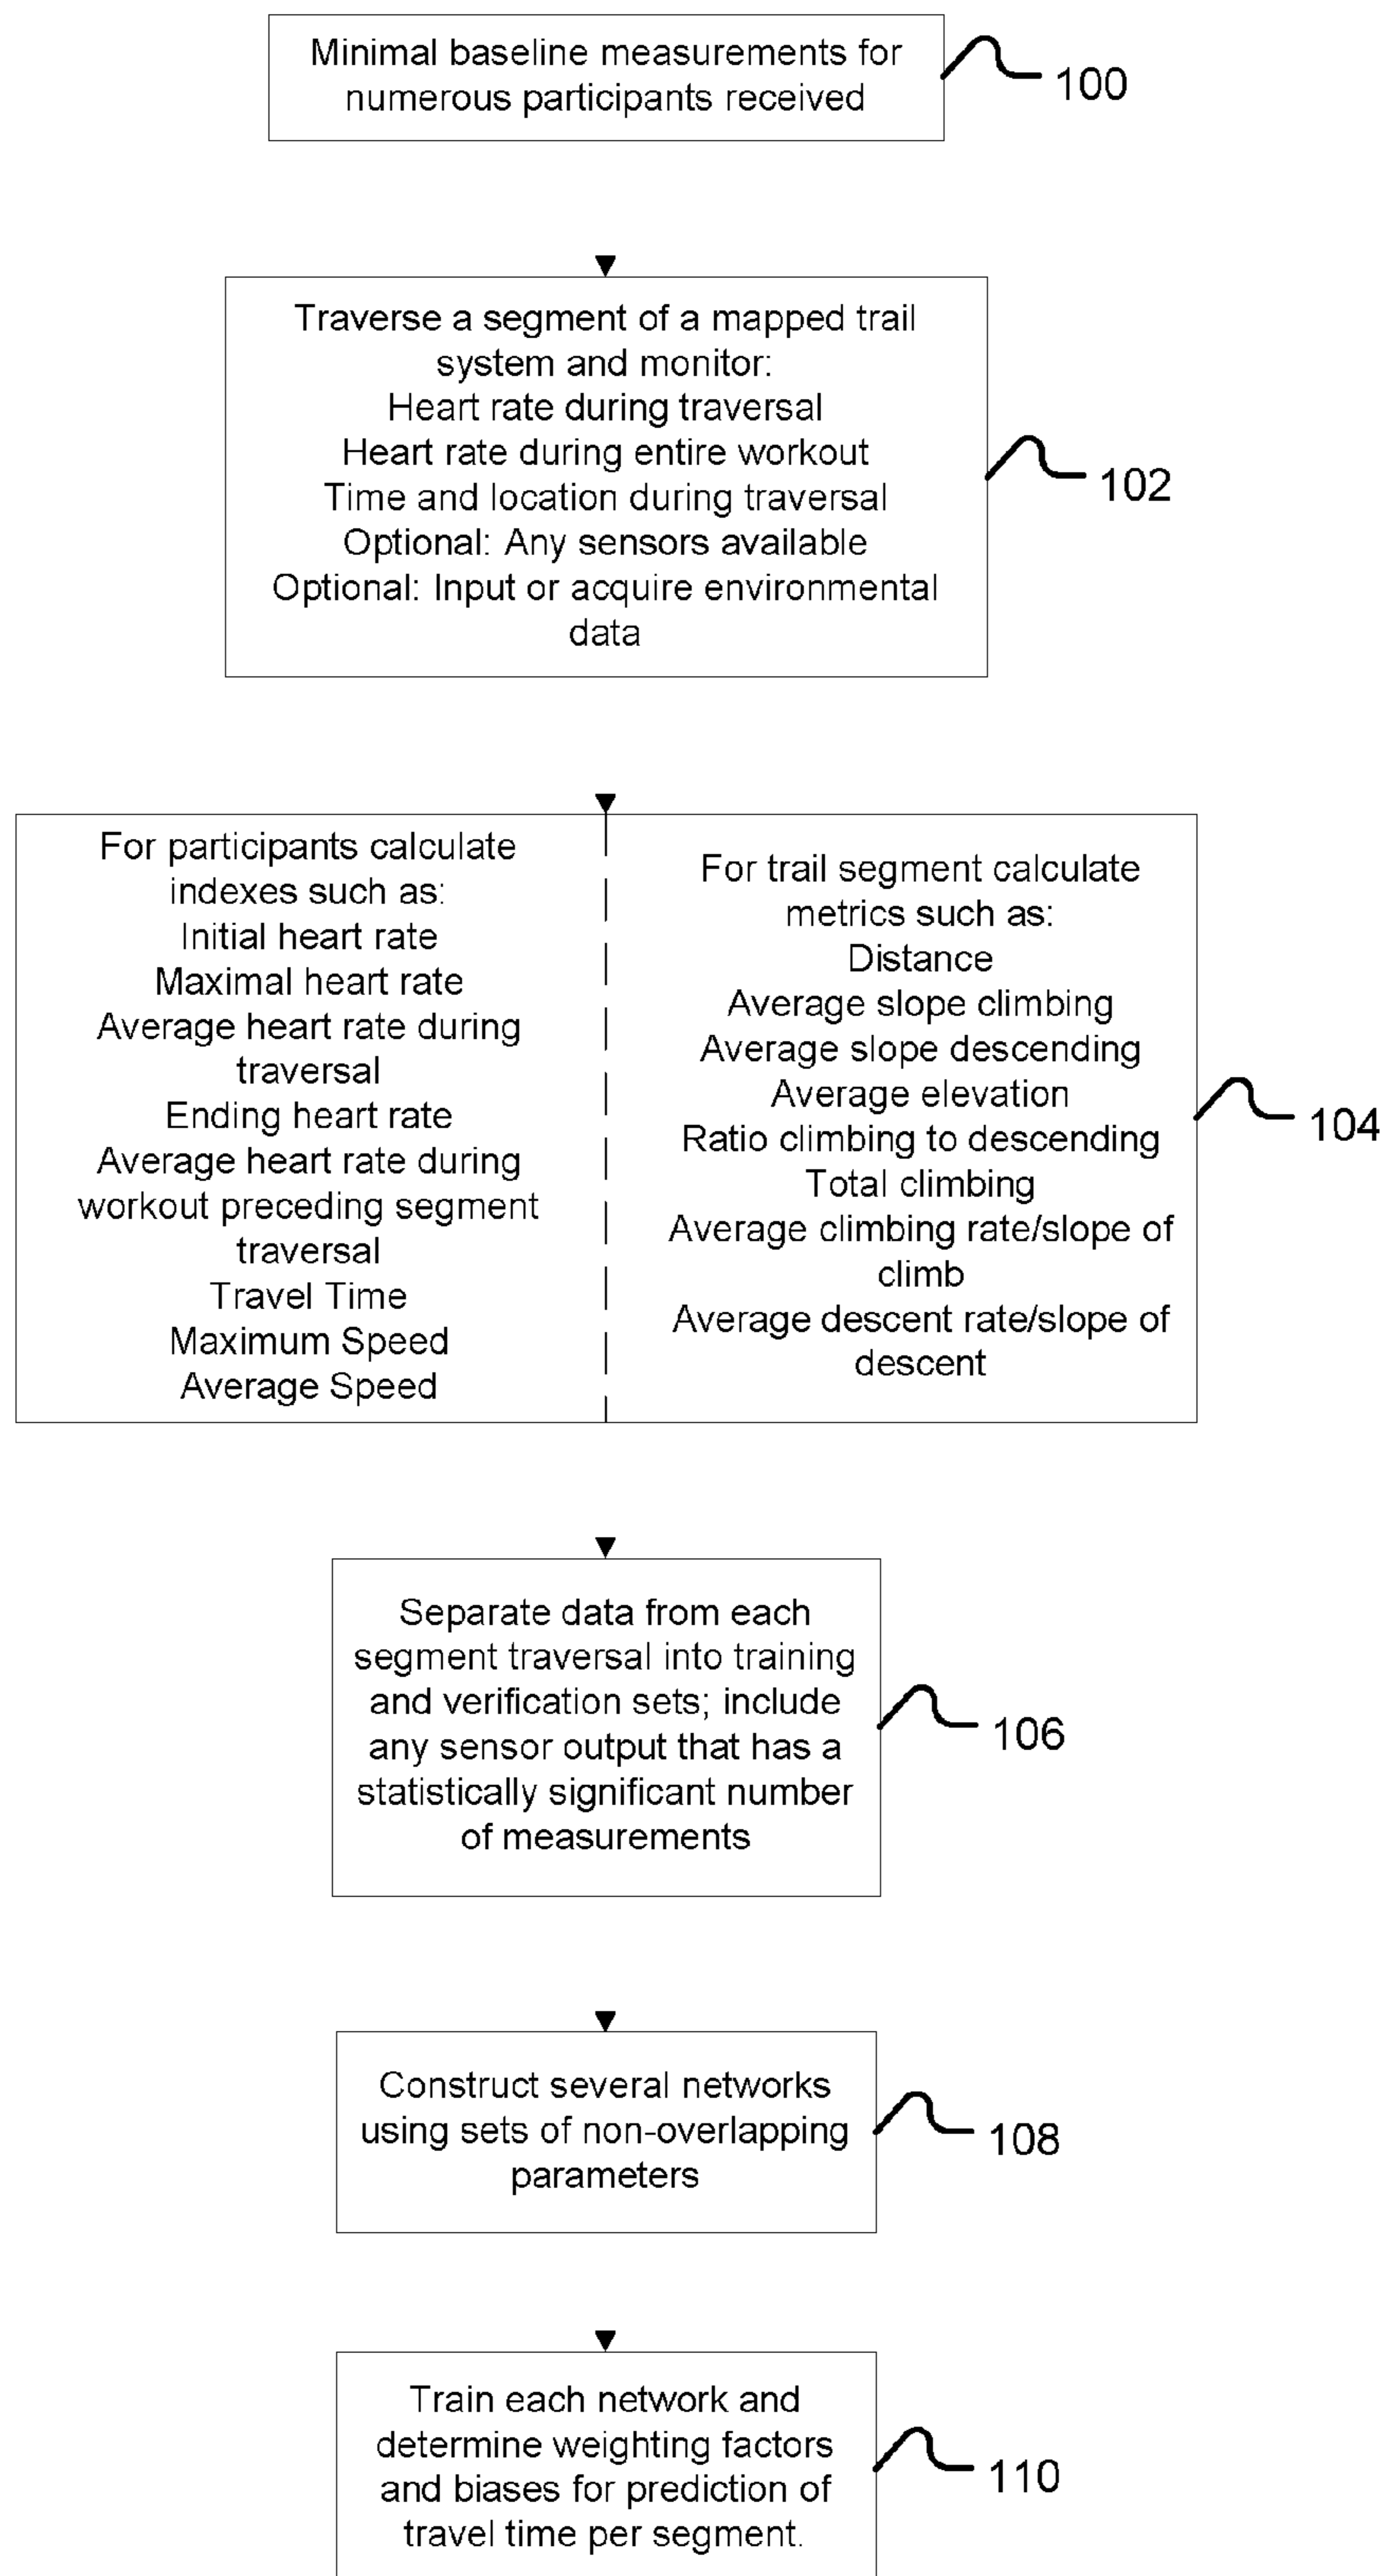 Minimal baseline measurements for
numerous participants received
100
Traverse a segment of a mapped trail
system and monitor:
Heart rate during traversal
Heart rate during entire workout
Time and location during traversal
Optional: Any sensors available
Optional: Input or acquire environmental
data
102
For participants calculate
indexes such as:
Initial heart rate
Maximal heart rate
Average heart rate during
traversal
Ending heart rate
Average heart rate during
workout preceding segment
traversal
Travel Time
Maximum Speed
Average Speed
For trail segment calculate
metrics such as:
Distance
Average slope climbing
Average slope descending
Average elevation
Ratio climbing to descending
Total climbing
Average climbing rate/slope of
climb
Average descent rate/slope of
descent
104
Separate data from each
segment traversal into training
and verification sets; include
any sensor output that has a
statistically significant number
of measurements
106
Construct several networks
using sets of non-overlapping
parameters
108
Train each network and
determine weighting factors
and biases for prediction of
travel time per segment.
110